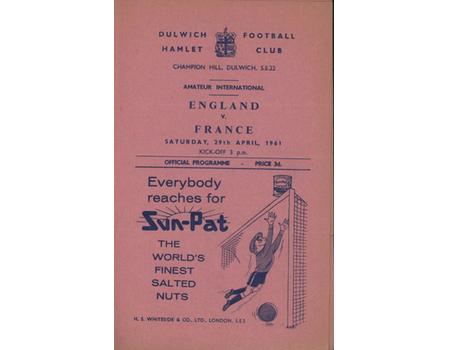 DULWICH FOOTBALL
HAMLET CLUB
CHAMPION HILL, DULWICH, S.E.22
AMATEUR INTERNATIONAL
ENGLAND
V.
FRANCE
SATURDAY, 29th APRIL, 1961
KICK-OFF 3 p.m.
OFFICIAL PROGRAMME - PRICE 3d.
Everybody
reaches for
Sun-Pat
THE
WORLD'S
FINEST
SALTED
NUTS
H. S. WHITESIDE & CO., LTD., LONDON, S.E.5